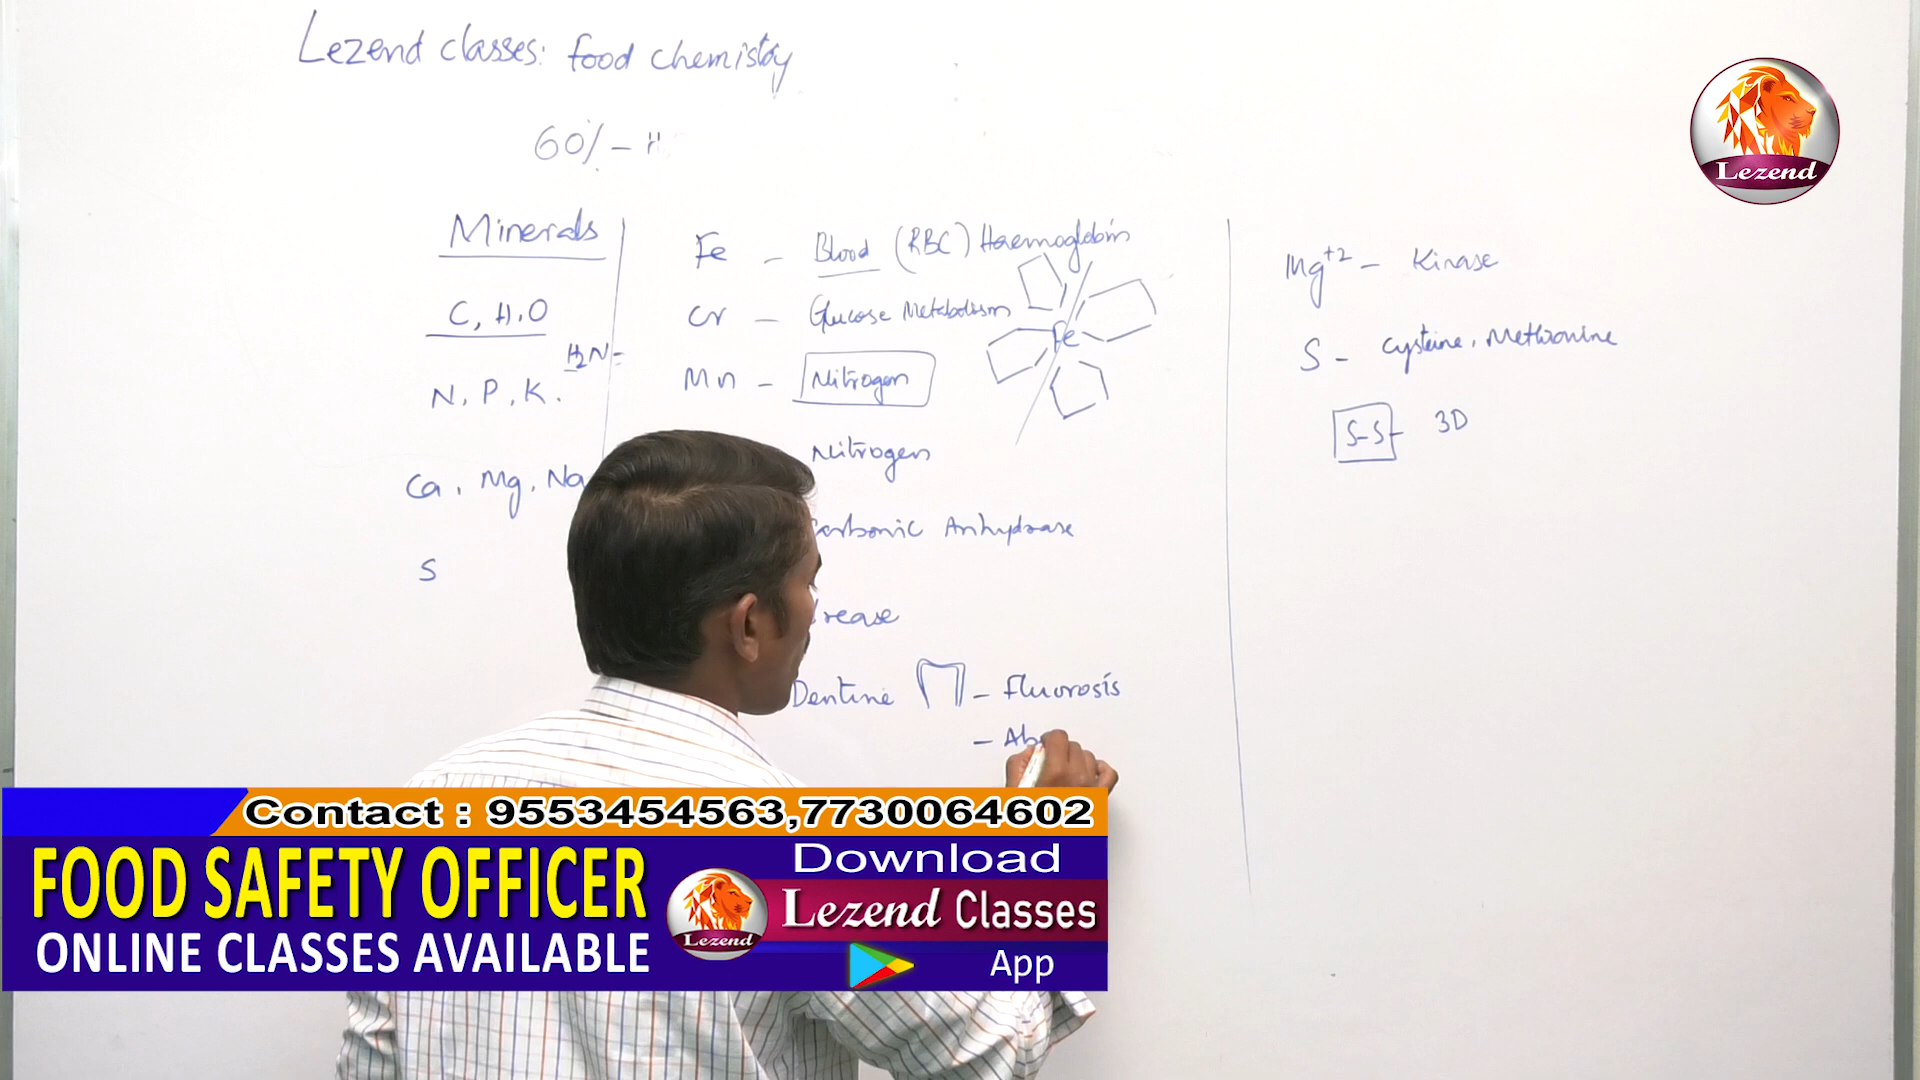 Lezend classes: food chemistry
60% - H
Minerals
C, H, O
H2N=
N, P, K.
Ca, Mg, Na
S
Fe - Blood (RBC) Haemoglobin
Cr - Glucose Metabolism
Fe
Mn - Nitrogen
Nitrogen
Carbonic Anhydrase
rease
Dentine - Fluorosis
- Ab
Mg+2 - Kinase
S - Cysteine, Methionine
S-S- 3D
Lezend
Contact : 9553454563,7730064602
FOOD SAFETY OFFICER
ONLINE CLASSES AVAILABLE
Lezend
Download
Lezend Classes
App